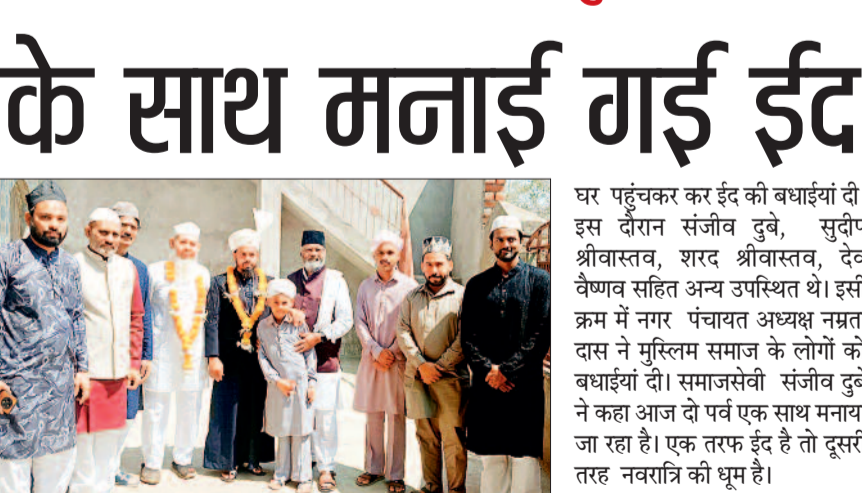 के साथ मनाई गई ईद
घर पहुंचकर कर ईद की बधाईयां दी
इस दौरान संजीव दुबे, सुदीप
श्रीवास्तव, शरद श्रीवास्तव, देव
वैष्णव सहित अन्य उपस्थित थे। इसी
क्रम में नगर पंचायत अध्यक्ष नम्रता
दास ने मुस्लिम समाज के लोगों को
बधाईयां दी। समाजसेवी संजीव दुबे
ने कहा आज दो पर्व एक साथ मनाया
जा रहा है। एक तरफ ईद है तो दूसरी
तरह नवरात्रि की धूम है।